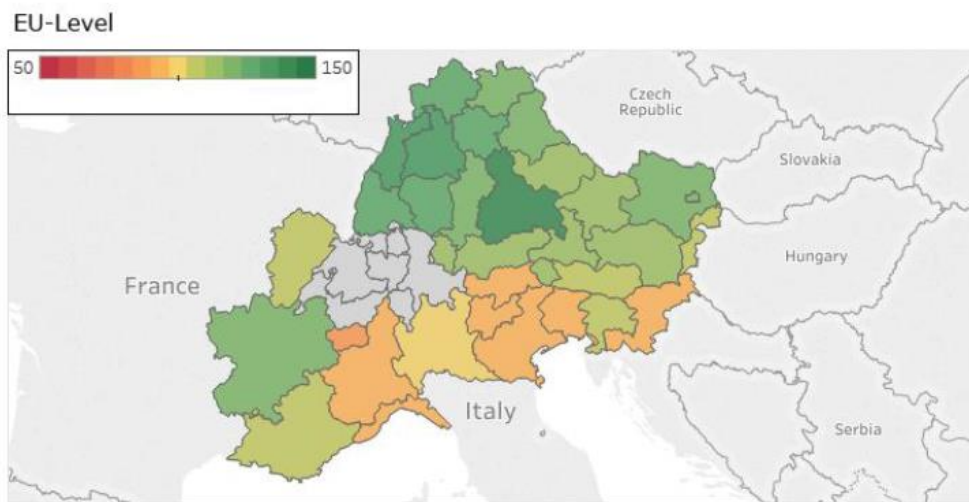 EU-Level
50 150
Czech
Republic
Slovakia
Hungary
France
Italy
Serbia